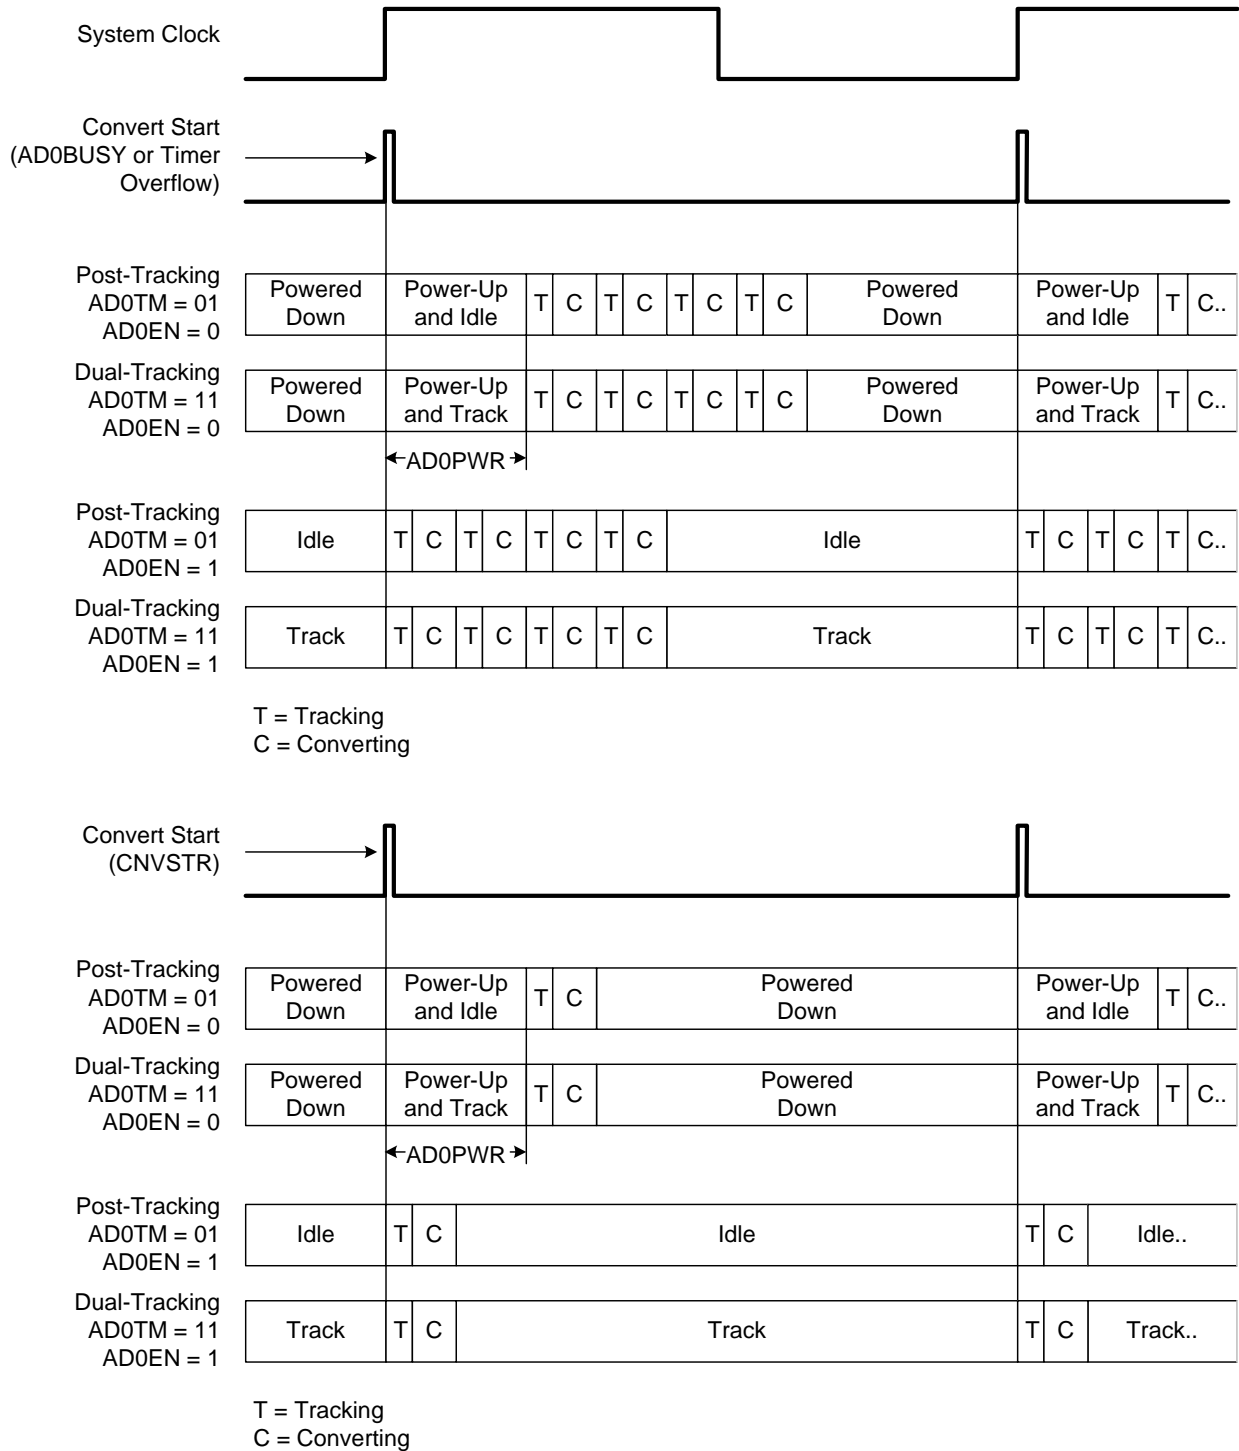 System Clock
Convert Start
(AD0BUSY or Timer
Overflow)
Post-Tracking
AD0TM = 01
AD0EN = 0
Powered
Down
Power-Up
and Idle
T C T C T C T C
Powered
Down
Power-Up
and Idle
T C..
Dual-Tracking
AD0TM = 11
AD0EN = 0
Powered
Down
Power-Up
and Track
T C T C T C T C
Powered
Down
Power-Up
and Track
T C..
AD0PWR
Post-Tracking
AD0TM = 01
AD0EN = 1
Idle T C T C T C T C Idle T C T C T C..
Dual-Tracking
AD0TM = 11
AD0EN = 1
Track T C T C T C T C Track T C T C T C..
T = Tracking
C = Converting
Convert Start
(CNVSTR)
Post-Tracking
AD0TM = 01
AD0EN = 0
Powered
Down
Power-Up
and Idle
T C
Powered
Down
Power-Up
and Idle
T C..
Dual-Tracking
AD0TM = 11
AD0EN = 0
Powered
Down
Power-Up
and Track
T C
Powered
Down
Power-Up
and Track
T C..
AD0PWR
Post-Tracking
AD0TM = 01
AD0EN = 1
Idle T C Idle T C Idle..
Dual-Tracking
AD0TM = 11
AD0EN = 1
Track T C Track T C Track..
T = Tracking
C = Converting